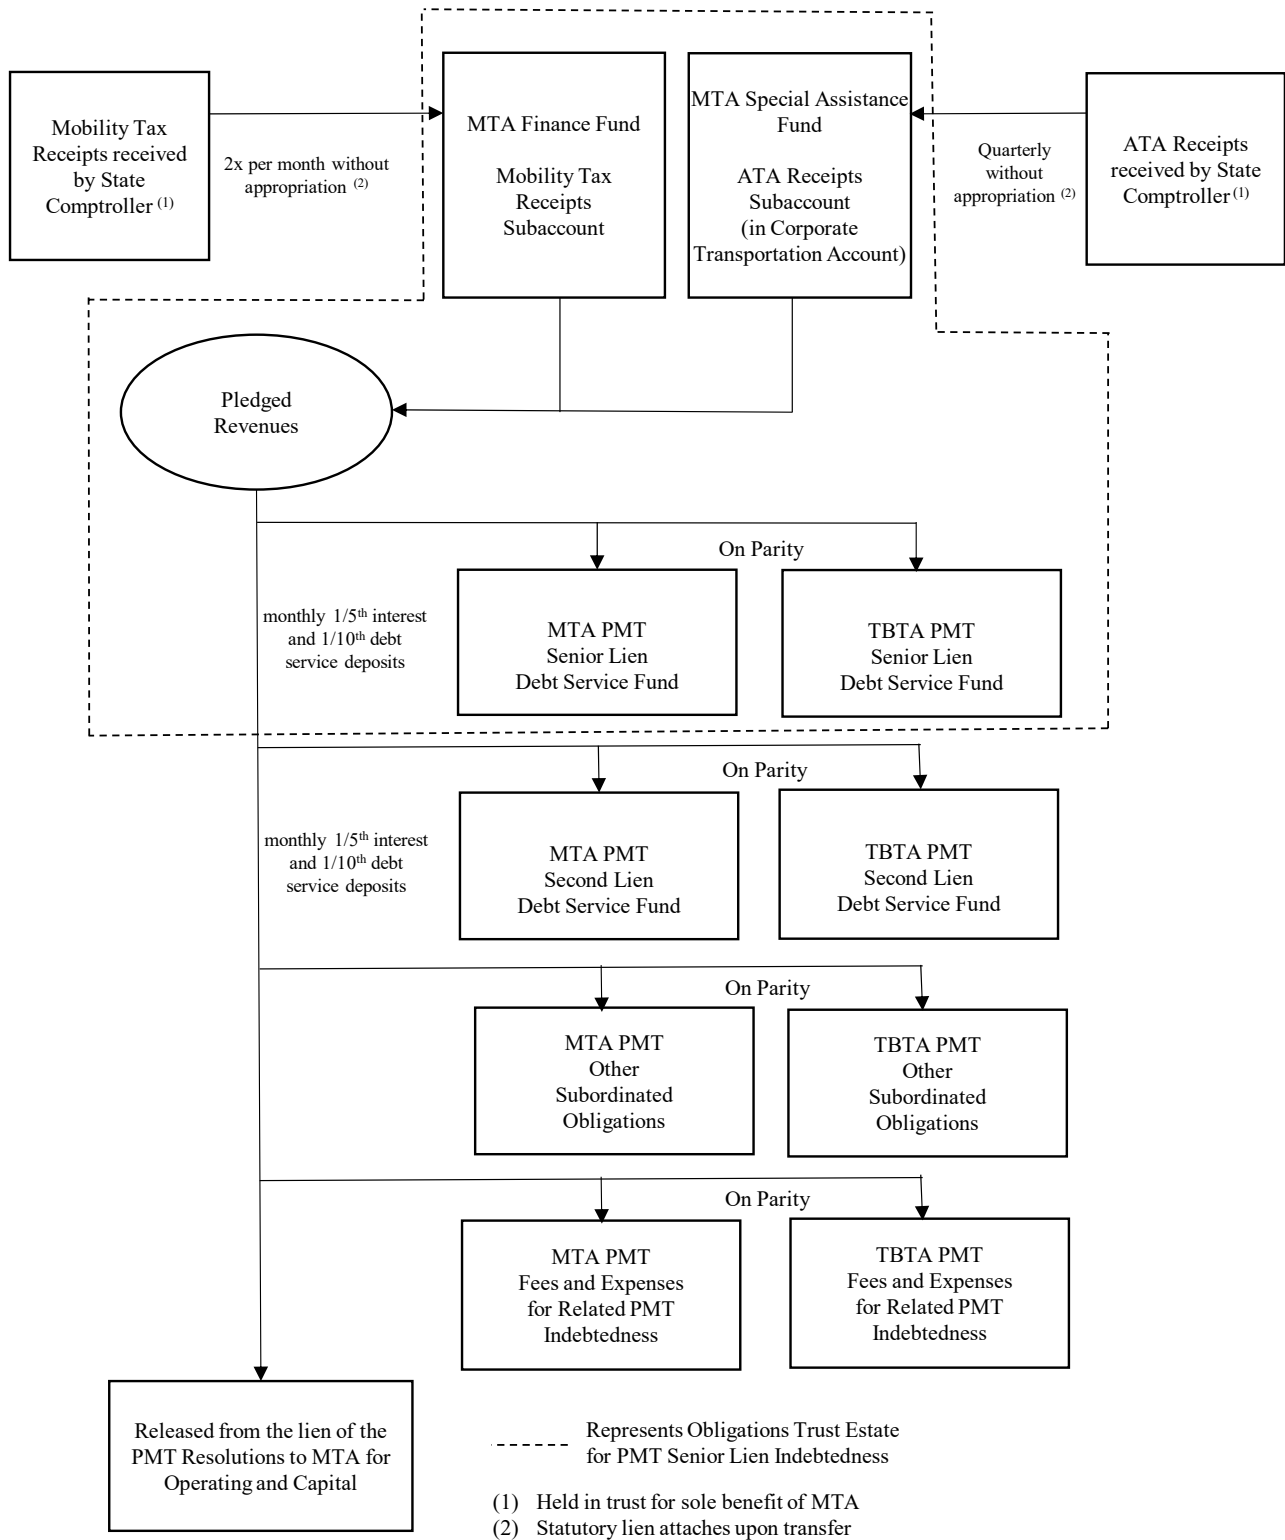 Mobility Tax
Receipts received
by State
Comptroller (1)
2x per month without
appropriation (2)
MTA Finance Fund
Mobility Tax
Receipts
Subaccount
MTA Special Assistance
Fund
ATA Receipts
Subaccount
(in Corporate
Transportation Account)
Quarterly
without
appropriation (2)
ATA Receipts
received by State
Comptroller (1)
Pledged
Revenues
On Parity
monthly 1/5th interest
and 1/10th debt
service deposits
MTA PMT
Senior Lien
Debt Service Fund
TBTA PMT
Senior Lien
Debt Service Fund
On Parity
monthly 1/5th interest
and 1/10th debt
service deposits
MTA PMT
Second Lien
Debt Service Fund
TBTA PMT
Second Lien
Debt Service Fund
On Parity
MTA PMT
Other
Subordinated
Obligations
TBTA PMT
Other
Subordinated
Obligations
On Parity
MTA PMT
Fees and Expenses
for Related PMT
Indebtedness
TBTA PMT
Fees and Expenses
for Related PMT
Indebtedness
Released from the lien of the
PMT Resolutions to MTA for
Operating and Capital
Represents Obligations Trust Estate
for PMT Senior Lien Indebtedness
(1) Held in trust for sole benefit of MTA
(2) Statutory lien attaches upon transfer